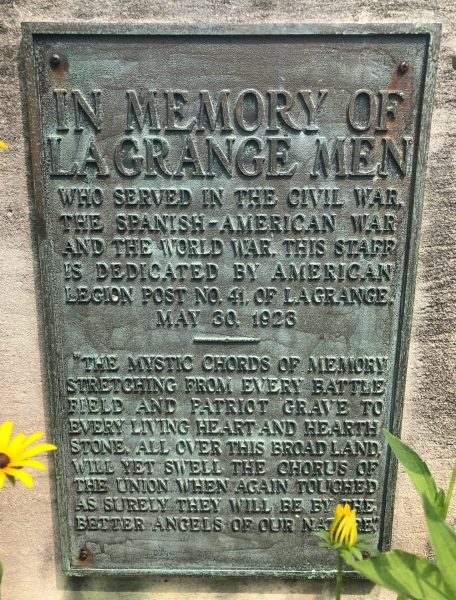 IN MEMORY OF
LAGRANGE MEN
WHO SERVED IN THE CIVIL WAR,
THE SPANISH-AMERICAN WAR
AND THE WORLD WAR. THIS STAFF
IS DEDICATED BY AMERICAN
LEGION POST NO. 41, OF LAGRANGE.
MAY 30, 1923
"THE MYSTIC CHORDS OF MEMORY
STRETCHING FROM EVERY BATTLE
FIELD AND PATRIOT GRAVE TO
EVERY LIVING HEART AND HEARTH
STONE, ALL OVER THIS BROAD LAND,
WILL YET SWELL THE CHORUS OF
THE UNION WHEN AGAIN TOUCHED
AS SURELY THEY WILL BE BY THE
BETTER ANGELS OF OUR NATURE"